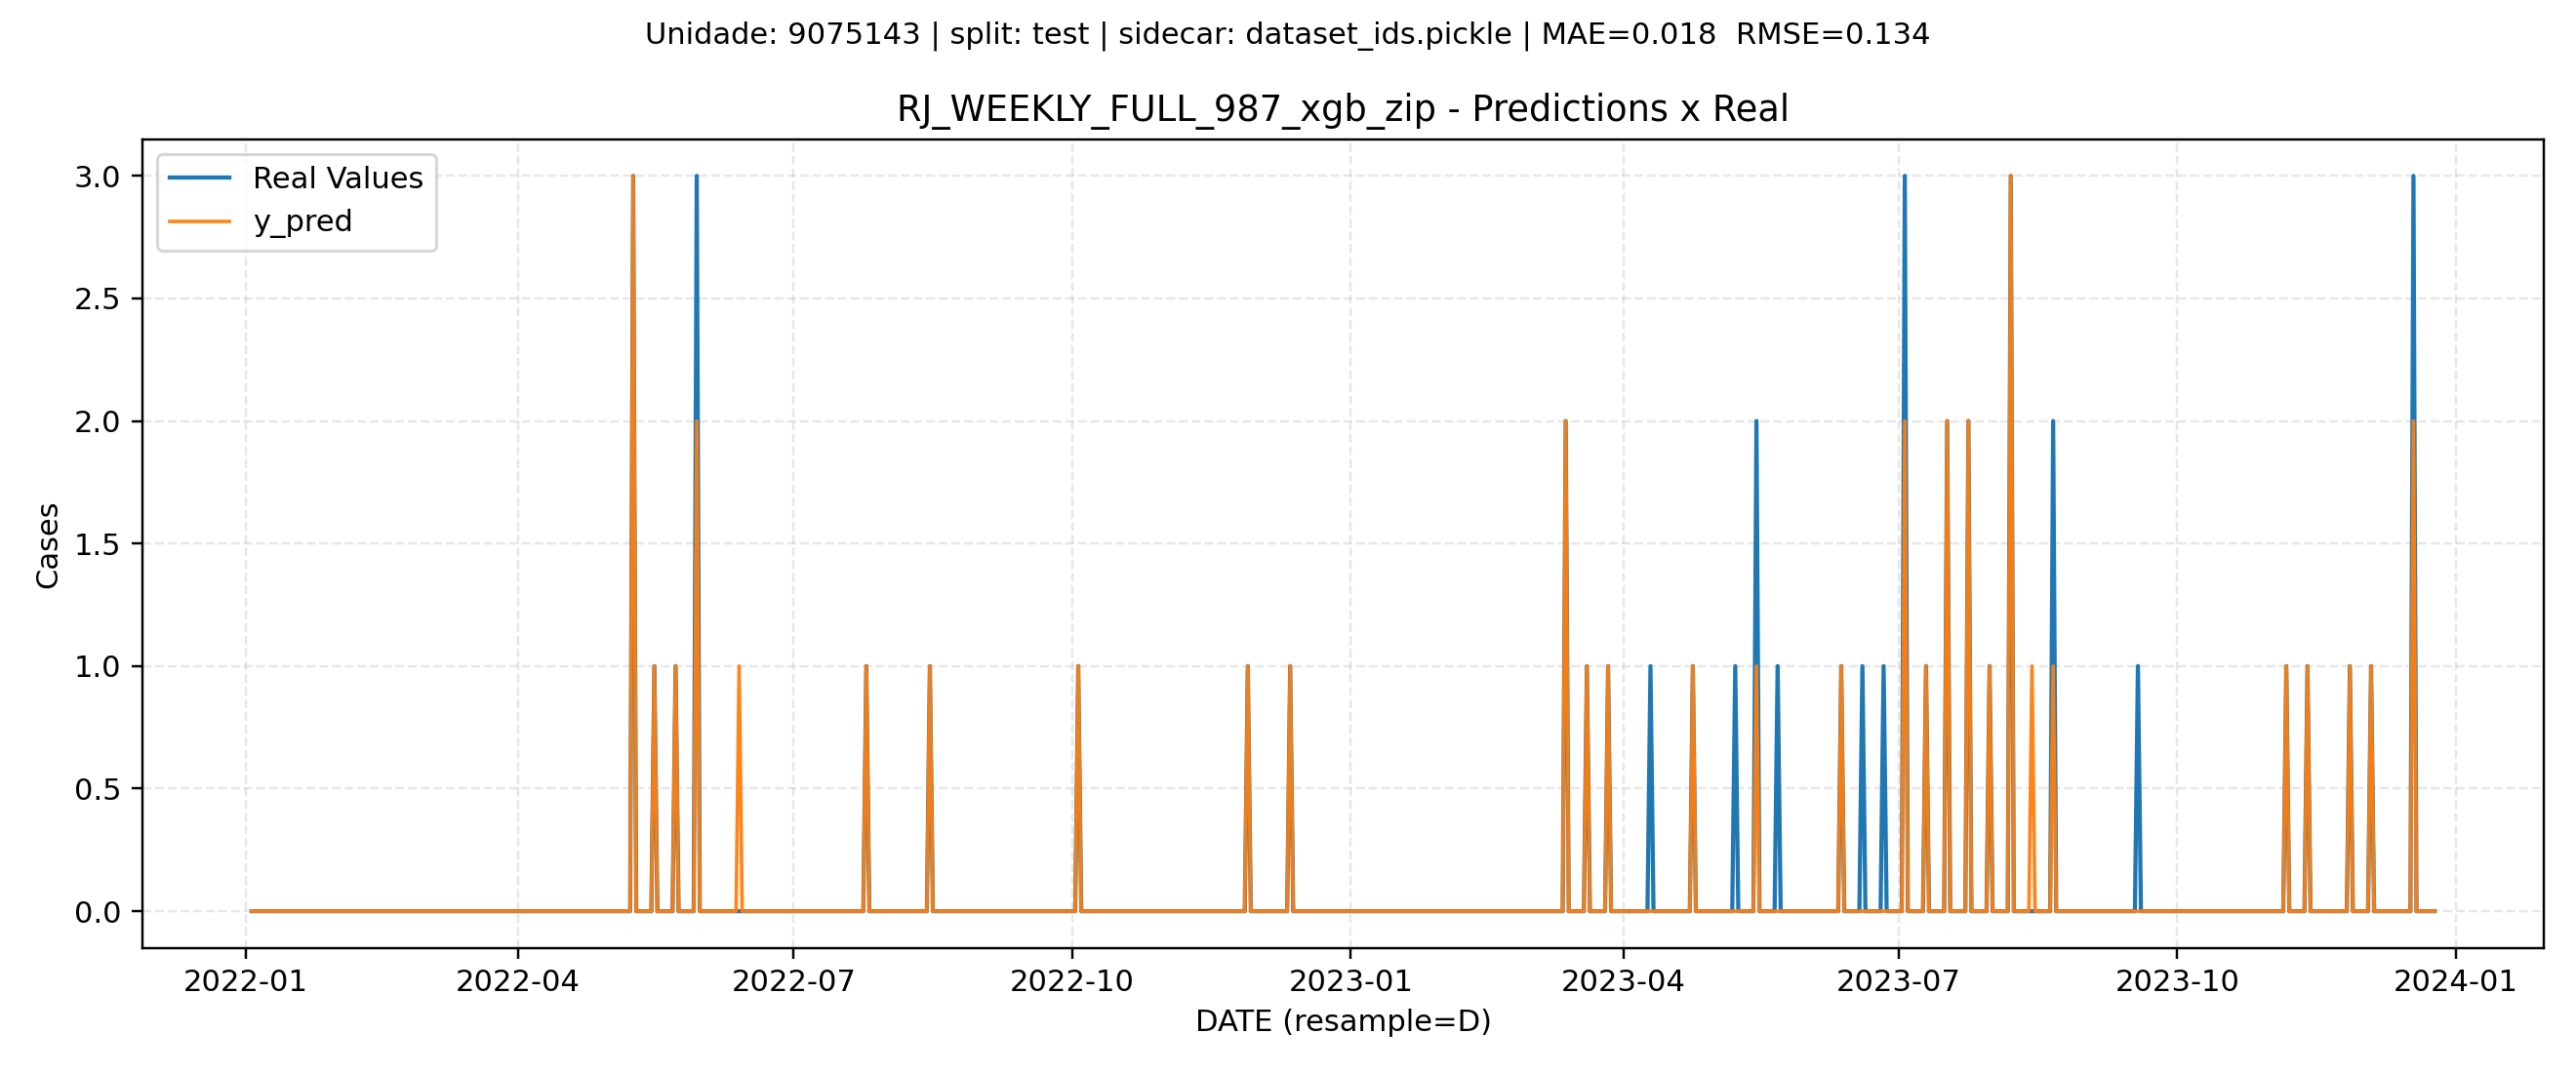 Unidade: 9075143 | split: test | sidecar: dataset_ids.pickle | MAE=0.018  RMSE=0.134
RJ_WEEKLY_FULL_987_xgb_zip - Predictions x Real
Real Values
y_pred
3.0
2.5
2.0
1.5
1.0
0.5
0.0
Cases
2022-01 2022-04 2022-07 2022-10 2023-01 2023-04 2023-07 2023-10 2024-01
DATE (resample=D)